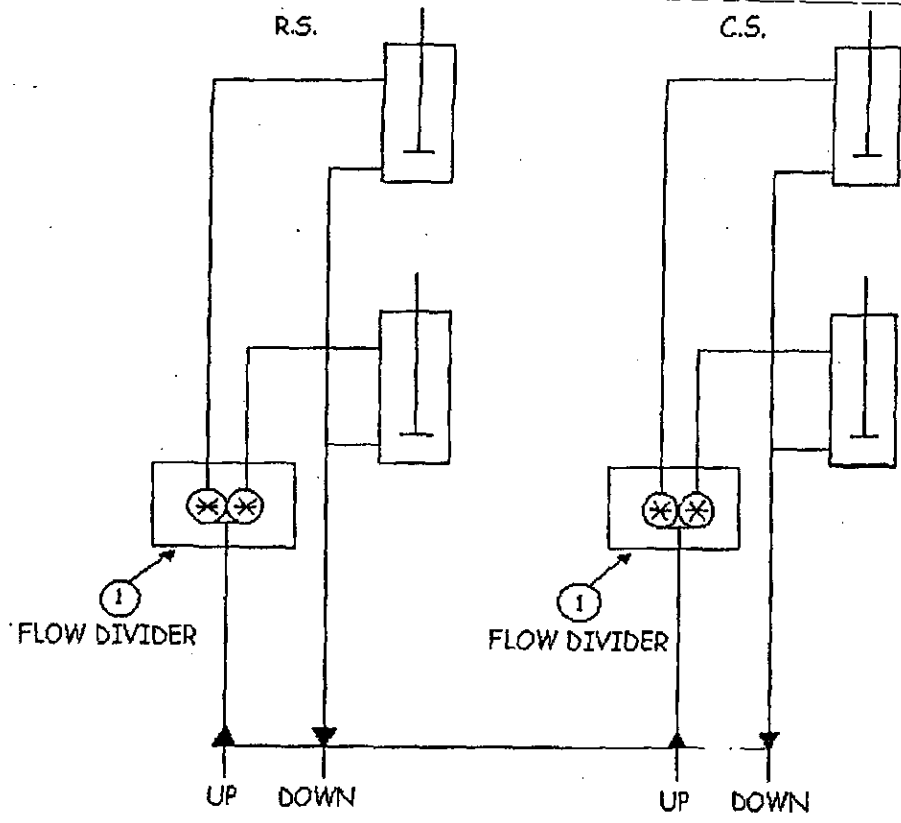 R.S.
C.S.
1
FLOW DIVIDER
1
FLOW DIVIDER
UP
DOWN
UP
DOWN